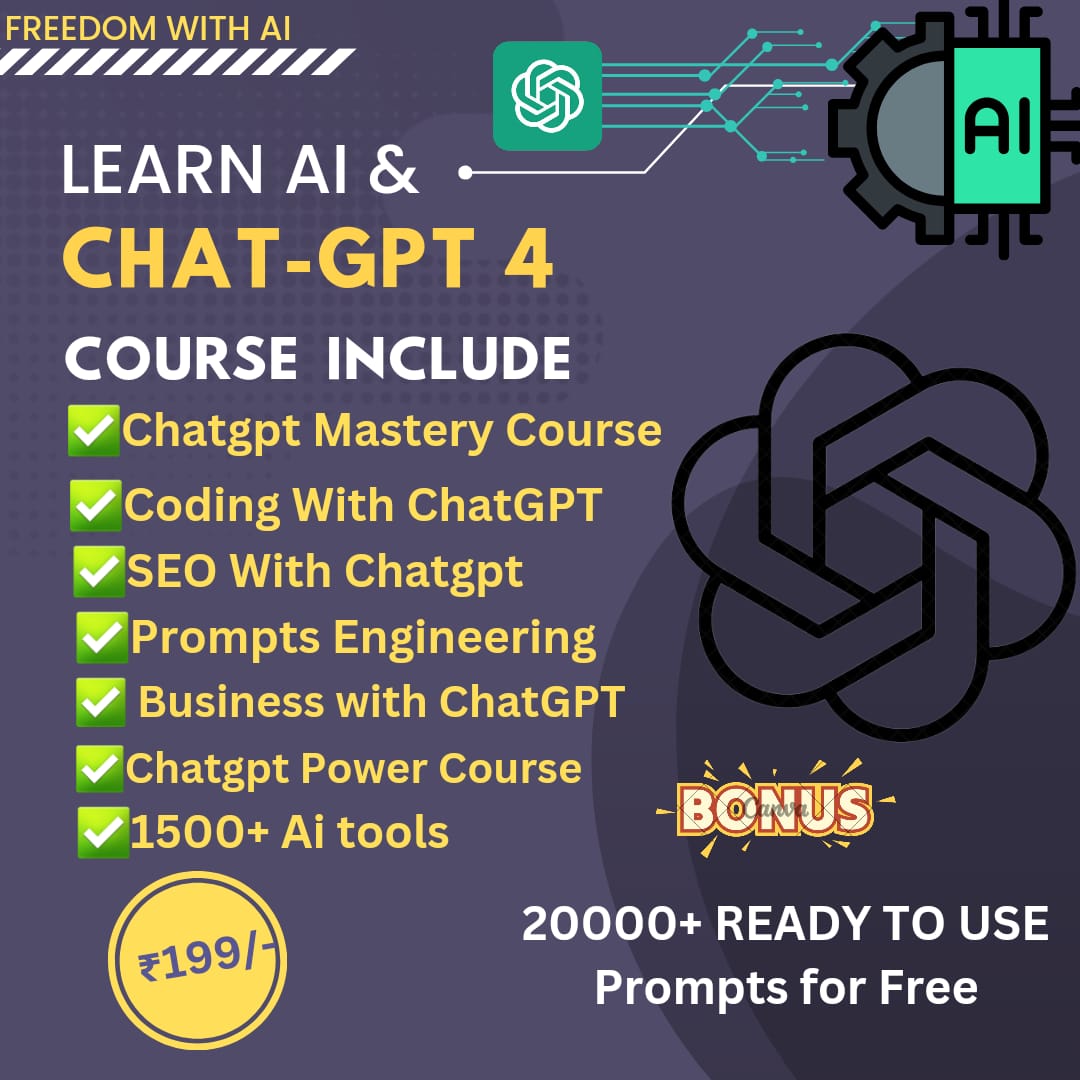 FREEDOM WITH AI
AI
LEARN AI &
CHAT-GPT 4
COURSE INCLUDE
✅Chatgpt Mastery Course
✅Coding With ChatGPT
✅SEO With Chatgpt
✅Prompts Engineering
✅ Business with ChatGPT
✅Chatgpt Power Course
✅1500+ Ai tools
BONUS
Canva
₹199/-
20000+ READY TO USE
Prompts for Free